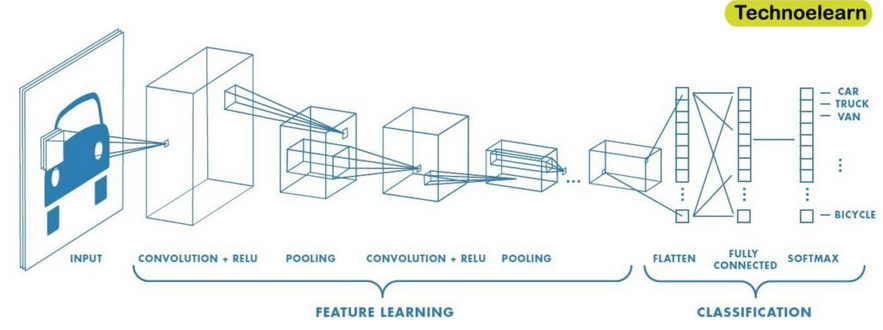 Technoelearn
CAR
TRUCK
VAN
BICYCLE
INPUT
CONVOLUTION + RELU
POOLING
CONVOLUTION + RELU
POOLING
FLATTEN
FULLY
CONNECTED
SOFTMAX
FEATURE LEARNING
CLASSIFICATION